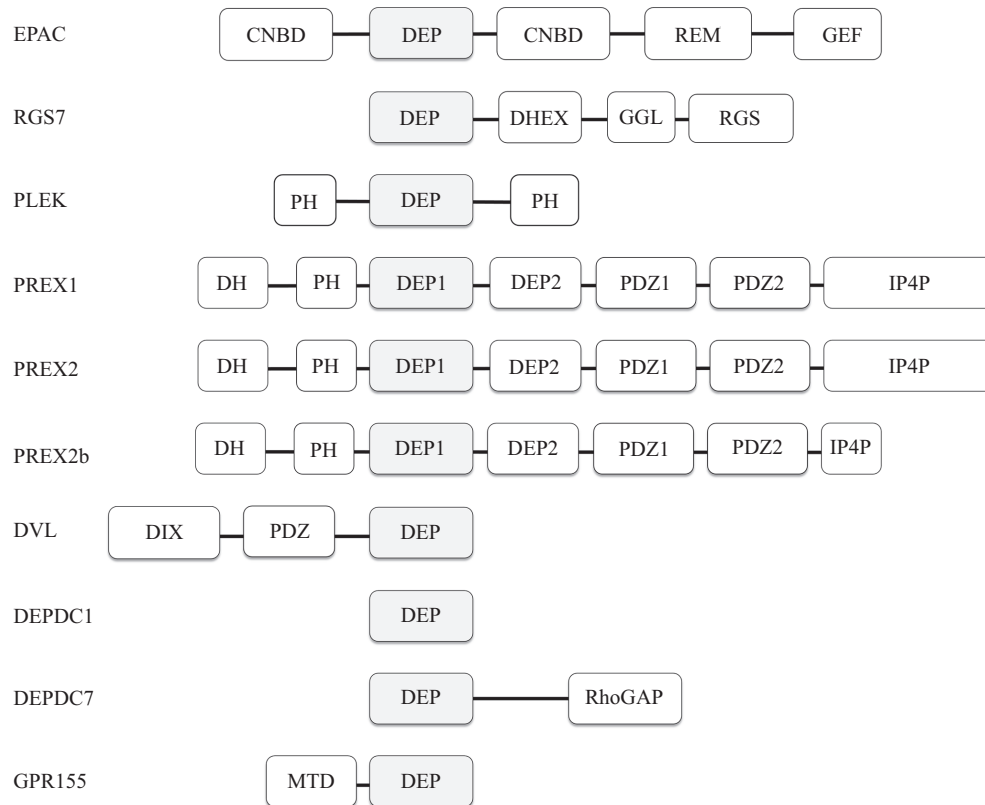 EPAC CNBD DEP CNBD REM GEF
RGS7 DEP DHEX GGL RGS
PLEK PH DEP PH
PREX1 DH PH DEP1 DEP2 PDZ1 PDZ2 IP4P
PREX2 DH PH DEP1 DEP2 PDZ1 PDZ2 IP4P
PREX2b DH PH DEP1 DEP2 PDZ1 PDZ2 IP4P
DVL DIX PDZ DEP
DEPDC1 DEP
DEPDC7 DEP RhoGAP
GPR155 MTD DEP